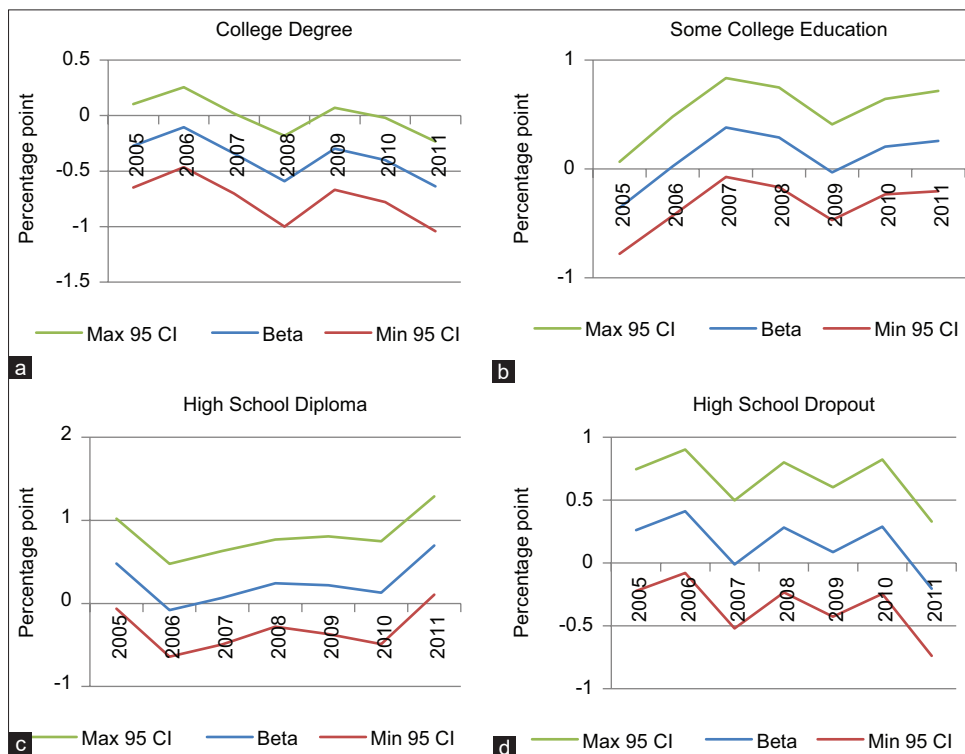 College Degree
0.5
0
-0.5
-1
-1.5
Percentage point
2005
2006
2007
2008
2009
2010
2011
Max 95 CI Beta Min 95 CI
a
Some College Education
1
0
-1
Percentage point
2005
2006
2007
2008
2009
2010
2011
Max 95 CI Beta Min 95 CI
b
High School Diploma
2
1
0
-1
Percentage point
2005
2006
2007
2008
2009
2010
2011
Max 95 CI Beta Min 95 CI
c
High School Dropout
1
0.5
0
-0.5
-1
Percentage point
2005
2006
2007
2008
2009
2010
2011
Max 95 CI Beta Min 95 CI
d